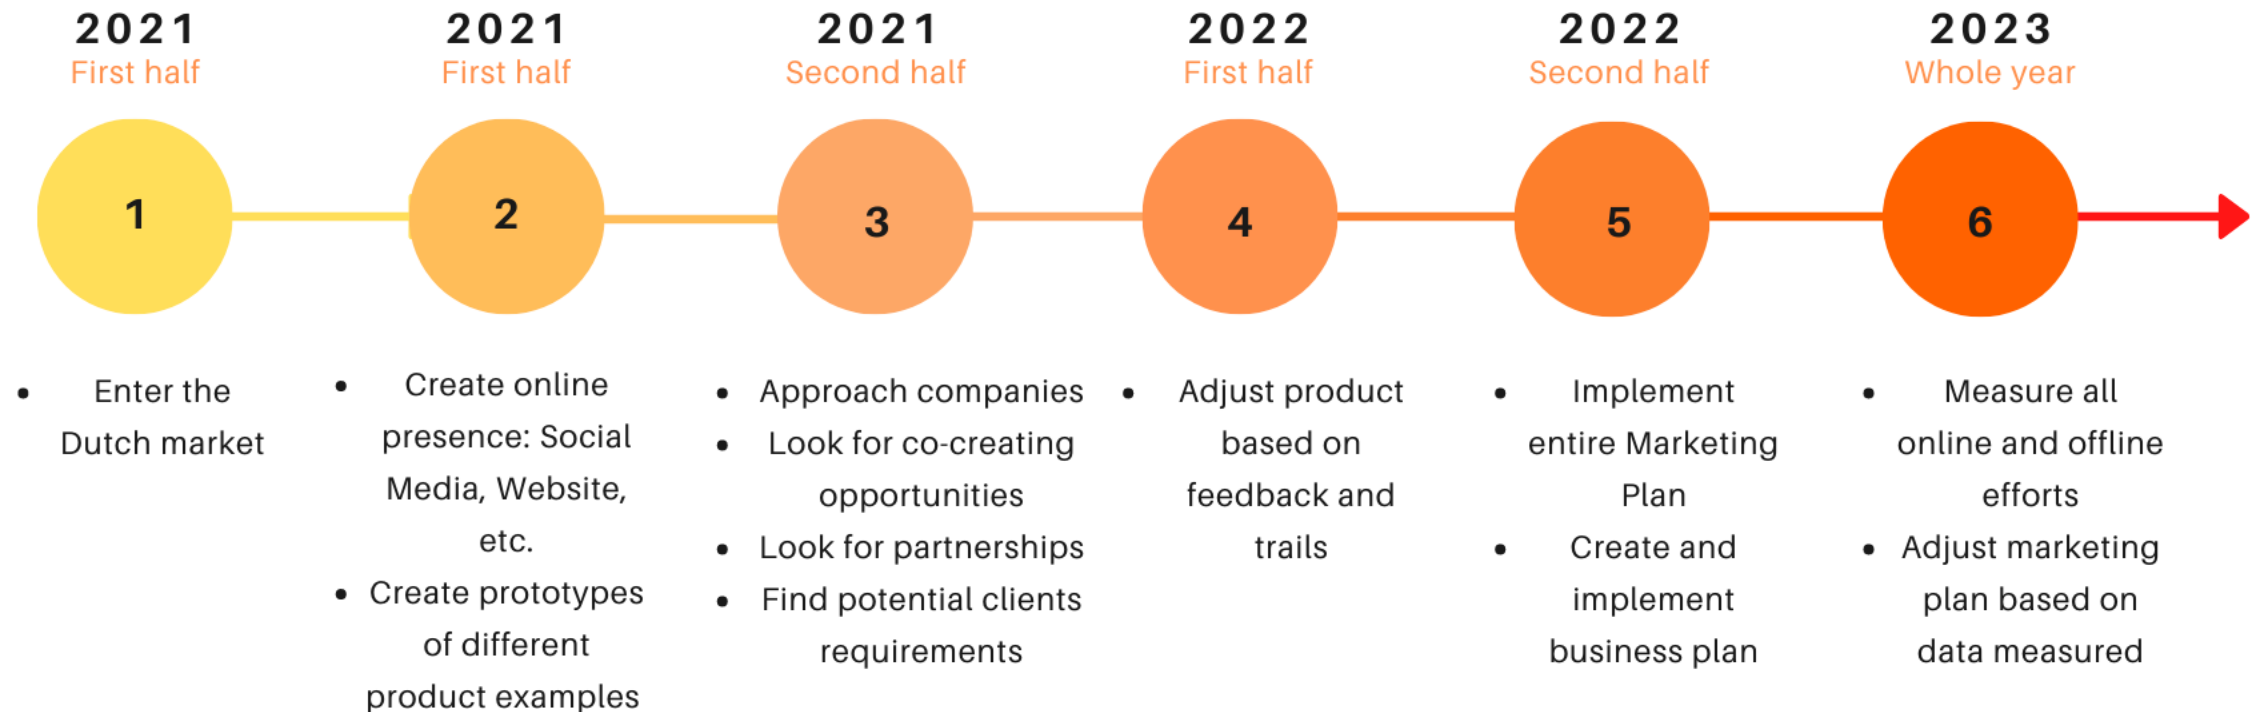 2021
First half
1
• Enter the
Dutch market
2021
First half
2
• Create online
presence: Social
Media, Website,
etc.
• Create prototypes
of different
product examples
2021
Second half
3
• Approach companies
• Look for co-creating
opportunities
• Look for partnerships
• Find potential clients
requirements
2022
First half
4
• Adjust product
based on
feedback and
trails
2022
Second half
5
• Implement
entire Marketing
Plan
• Create and
implement
business plan
2023
Whole year
6
• Measure all
online and offline
efforts
• Adjust marketing
plan based on
data measured